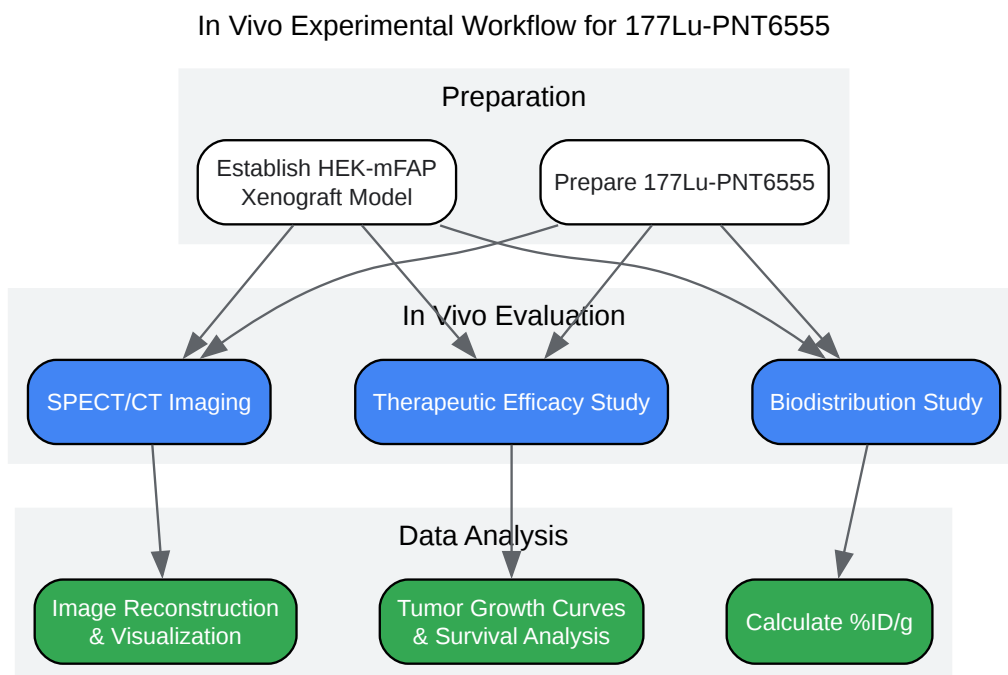 In Vivo Experimental Workflow for 177Lu-PNT6555
Preparation
Establish HEK-mFAP
Xenograft Model
Prepare 177Lu-PNT6555
In Vivo Evaluation
SPECT/CT Imaging
Therapeutic Efficacy Study
Biodistribution Study
Data Analysis
Image Reconstruction
& Visualization
Tumor Growth Curves
& Survival Analysis
Calculate %ID/g